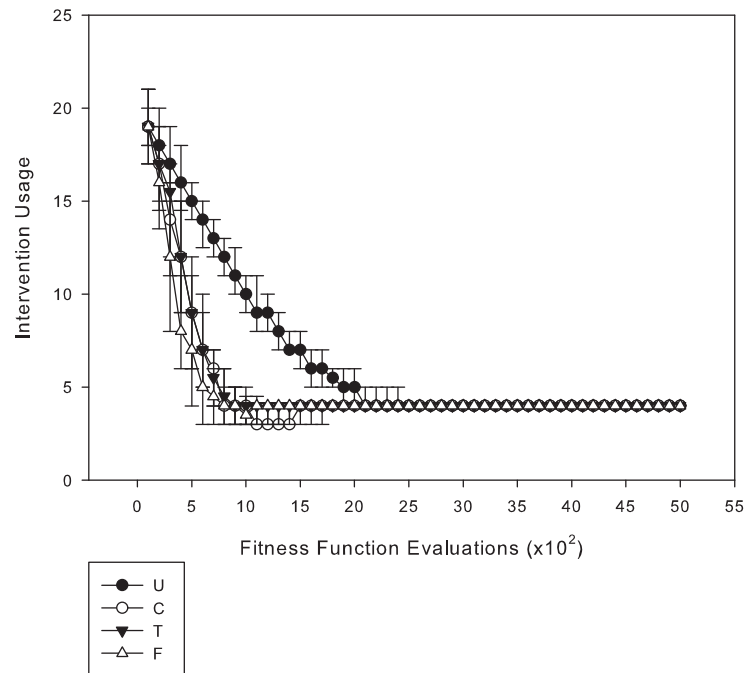 25
20
15
10
5
0
Intervention Usage
0 5 10 15 20 25 30 35 40 45 50 55
Fitness Function Evaluations (x10²)
U
C
T
F